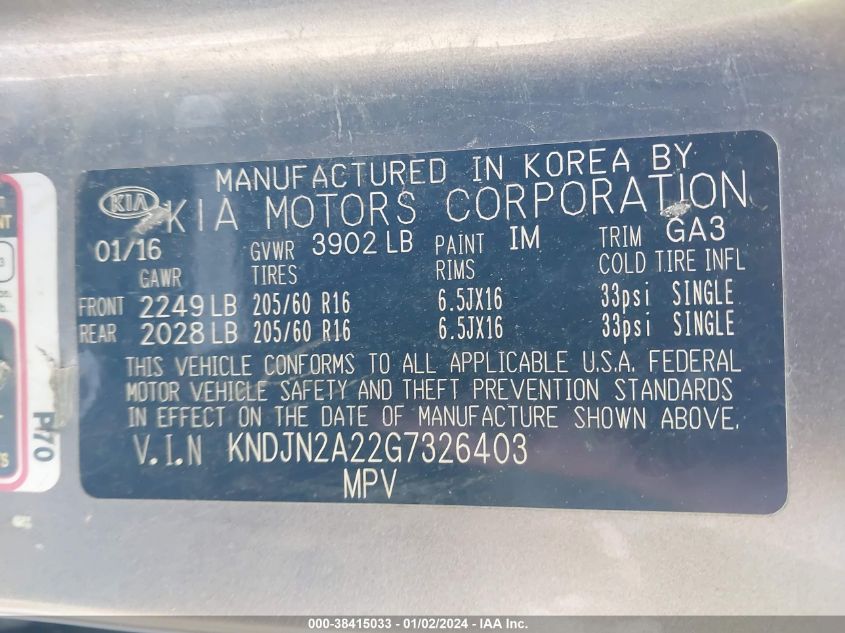 MANUFACTURED IN KOREA BY
KIA KIA MOTORS CORPORATION
01/16 GVWR 3902 LB PAINT IM TRIM GA3
GAWR TIRES RIMS COLD TIRE INFL
FRONT 2249 LB 205/60 R16 6.5JX16 33psi SINGLE
REAR 2028 LB 205/60 R16 6.5JX16 33psi SINGLE
THIS VEHICLE CONFORMS TO ALL APPLICABLE U.S.A. FEDERAL
MOTOR VEHICLE SAFETY AND THEFT PREVENTION STANDARDS
IN EFFECT ON THE DATE OF MANUFACTURE SHOWN ABOVE.
V.I.N KNDJN2A22G7326403
MPV
P70
000-38415033 - 01/02/2024 - IAA Inc.